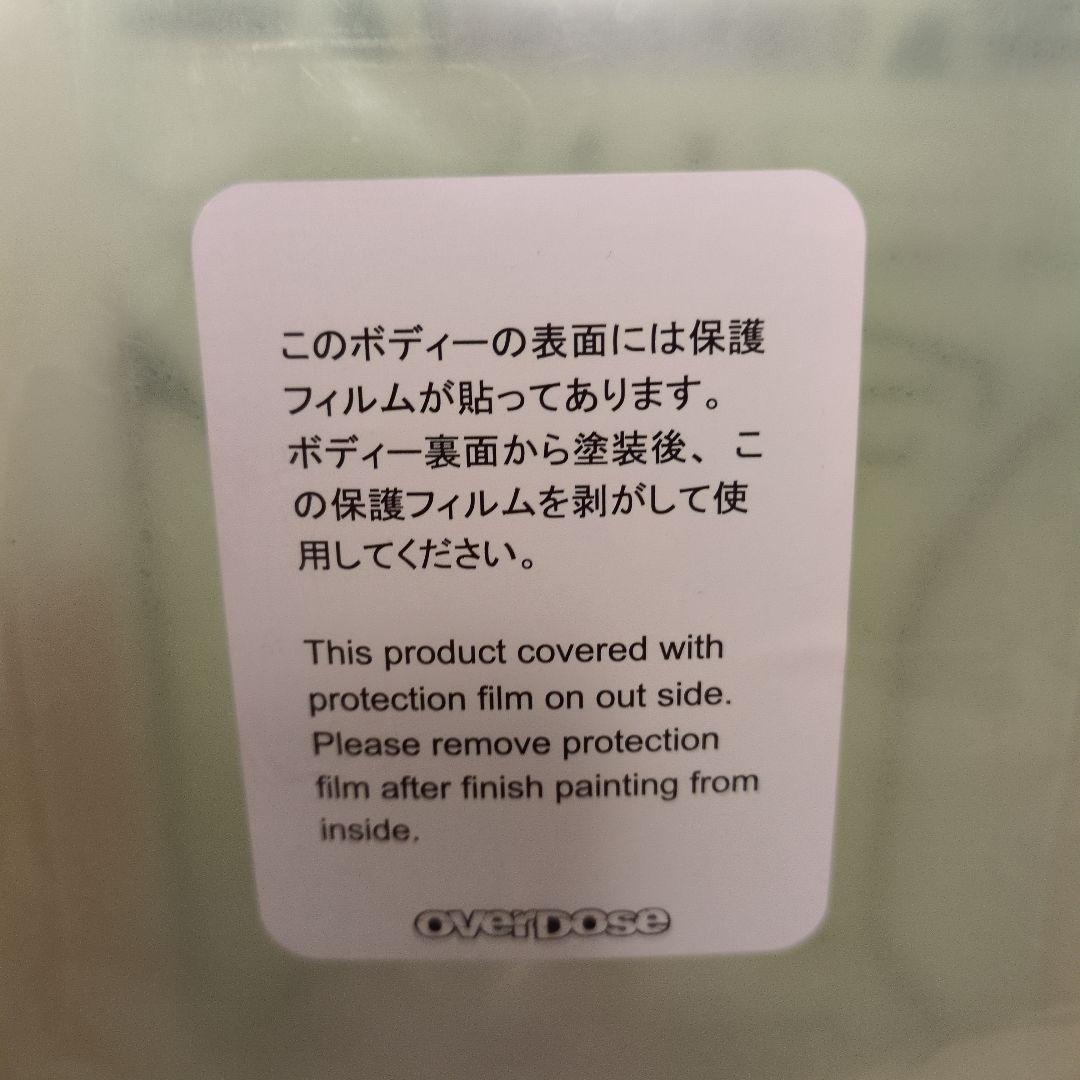 このボディーの表面には保護
フィルムが貼ってあります。
ボディー裏面から塗装後、こ
の保護フィルムを剥がして使
用してください。
This product covered with
protection film on out side.
Please remove protection
film after finish painting from
inside.
OVERDOSE